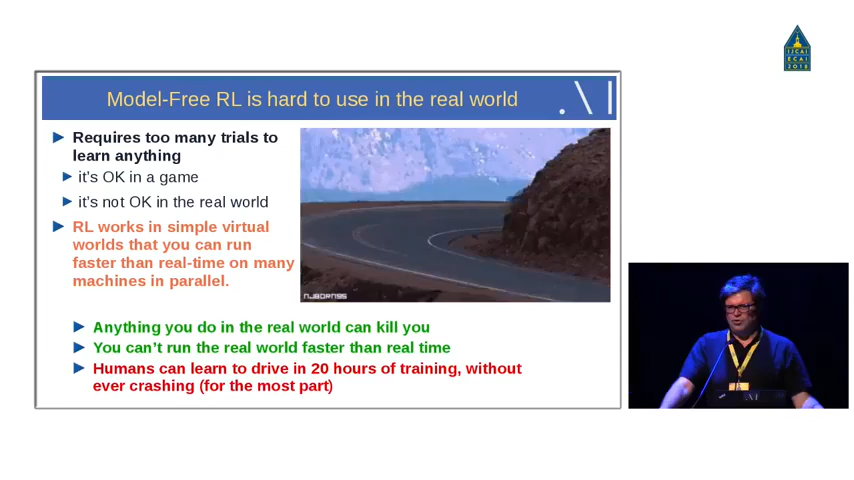 IJCAI
ECAI
2018
Model-Free RL is hard to use in the real world
Requires too many trials to
learn anything
it's OK in a game
it's not OK in the real world
RL works in simple virtual
worlds that you can run
faster than real-time on many
machines in parallel.
NJBORN95
Anything you do in the real world can kill you
You can't run the real world faster than real time
Humans can learn to drive in 20 hours of training, without
ever crashing (for the most part)